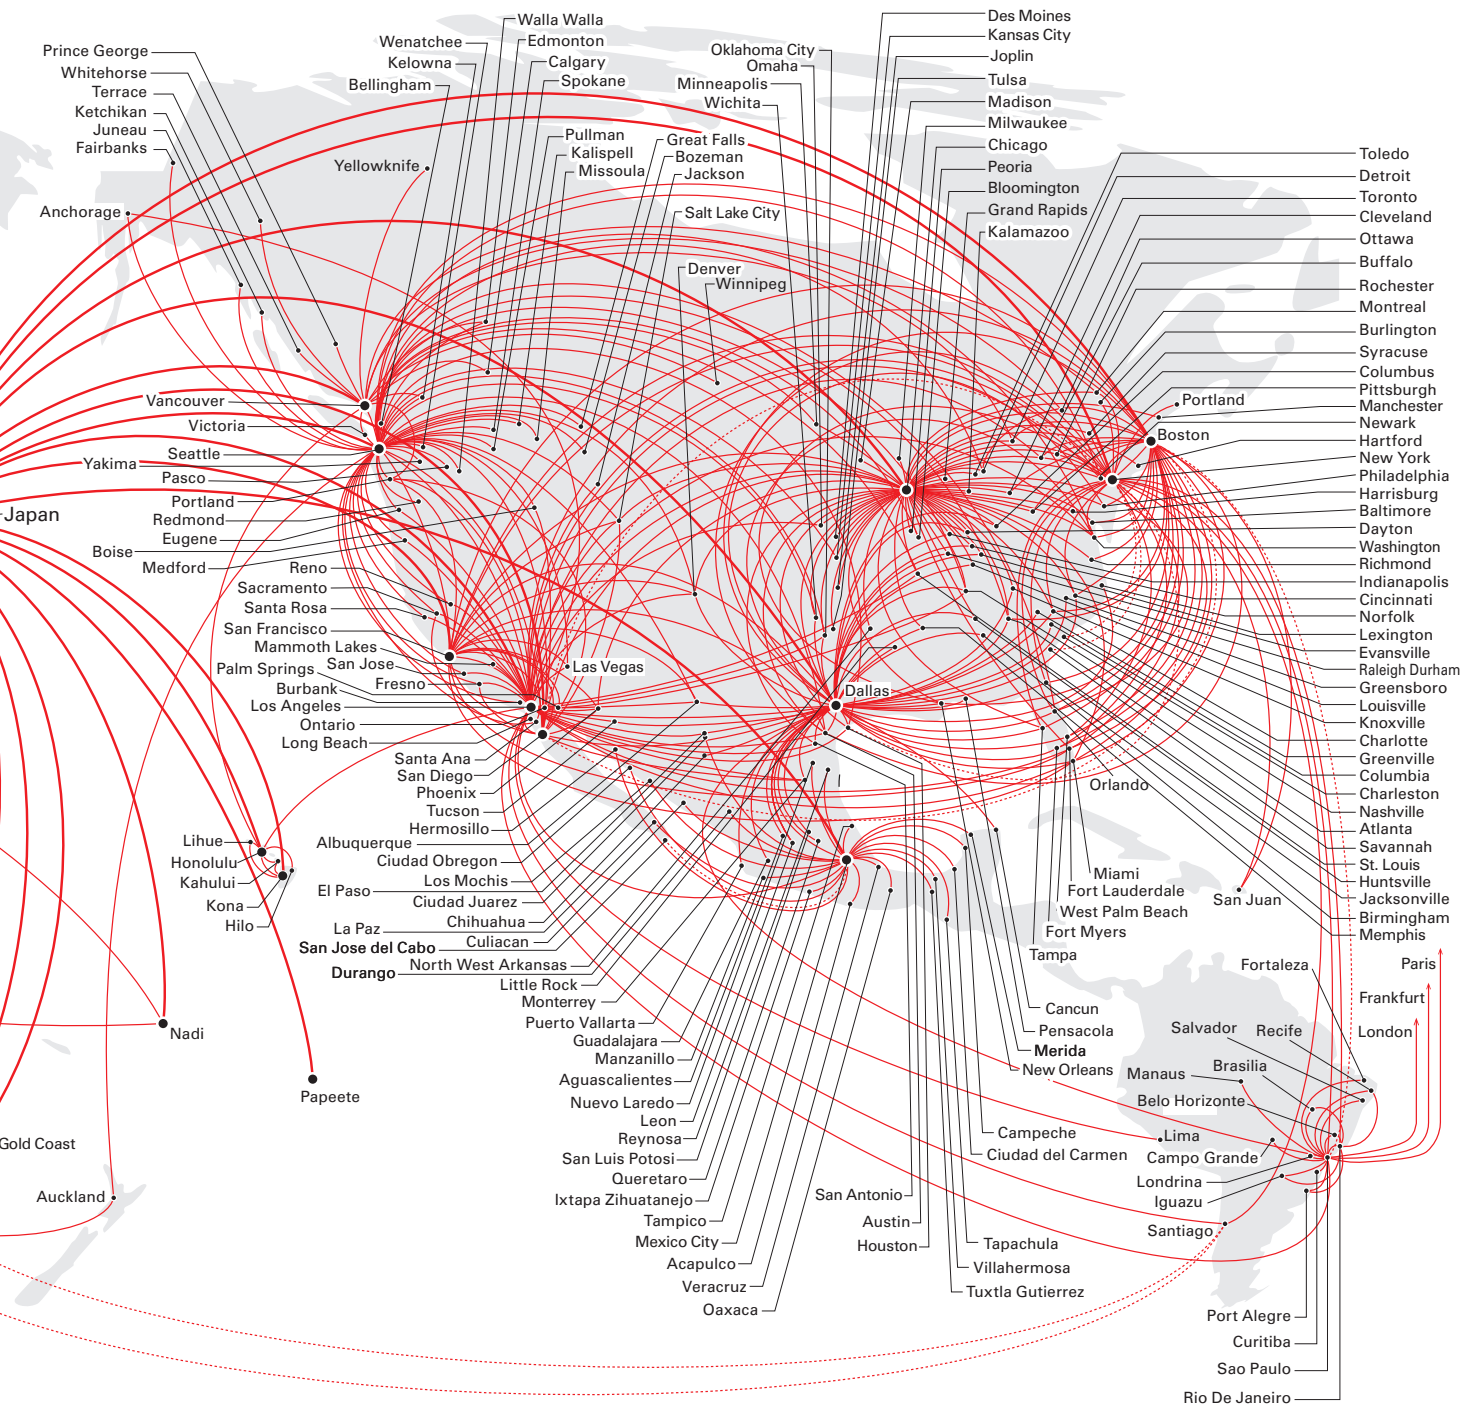 Prince George
Whitehorse
Terrace
Ketchikan
Juneau
Fairbanks
Anchorage
Walla Walla
Wenatchee
Edmonton
Kelowna
Calgary
Bellingham
Spokane
Yellowknife
Pullman
Kalispell
Missoula
Great Falls
Bozeman
Jackson
Salt Lake City
Denver
Winnipeg
Oklahoma City
Omaha
Minneapolis
Wichita
Des Moines
Kansas City
Joplin
Tulsa
Madison
Milwaukee
Chicago
Peoria
Bloomington
Grand Rapids
Kalamazoo
Toledo
Detroit
Toronto
Cleveland
Ottawa
Buffalo
Rochester
Montreal
Burlington
Syracuse
Columbus
Pittsburgh
Portland
Manchester
Newark
Boston
Hartford
New York
Philadelphia
Harrisburg
Baltimore
Dayton
Washington
Richmond
Indianapolis
Cincinnati
Norfolk
Lexington
Evansville
Raleigh Durham
Greensboro
Louisville
Knoxville
Charlotte
Greenville
Columbia
Charleston
Nashville
Atlanta
Savannah
St. Louis
Huntsville
Jacksonville
Birmingham
Memphis
Vancouver
Victoria
Seattle
Yakima
Pasco
Portland
Japan
Redmond
Eugene
Boise
Medford
Reno
Sacramento
Santa Rosa
San Francisco
Mammoth Lakes
Palm Springs
San Jose
Las Vegas
Fresno
Burbank
Los Angeles
Dallas
Ontario
Long Beach
Santa Ana
San Diego
Phoenix
Tucson
Hermosillo
Albuquerque
Ciudad Obregon
Los Mochis
El Paso
Ciudad Juarez
Chihuahua
La Paz
Culiacan
San Jose del Cabo
North West Arkansas
Durango
Little Rock
Monterrey
Puerto Vallarta
Guadalajara
Manzanillo
Aguascalientes
Nuevo Laredo
Leon
Reynosa
San Luis Potosi
Queretaro
Ixtapa Zihuatanejo
Tampico
Mexico City
Acapulco
Veracruz
Oaxaca
Lihue
Honolulu
Kahului
Kona
Hilo
Nadi
Papeete
Gold Coast
Auckland
Orlando
Miami
Fort Lauderdale
West Palm Beach
Fort Myers
Tampa
San Juan
Cancun
Pensacola
Merida
New Orleans
Campeche
Ciudad del Carmen
San Antonio
Austin
Houston
Tapachula
Villahermosa
Tuxtla Gutierrez
Fortaleza
Paris
Frankfurt
London
Salvador
Recife
Brasilia
Manaus
Belo Horizonte
Lima
Campo Grande
Londrina
Iguazu
Santiago
Port Alegre
Curitiba
Sao Paulo
Rio De Janeiro